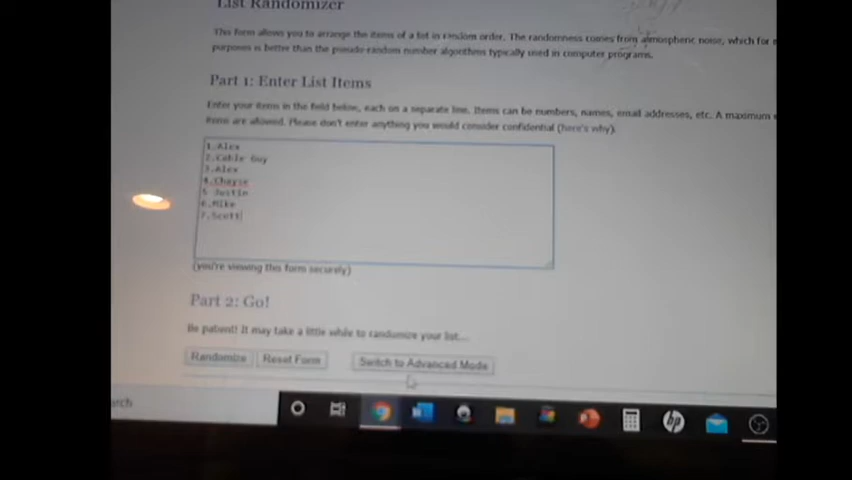 List Randomizer
This form allows you to arrange the items of a list in random order. The randomness comes from atmospheric noise, which for
purposes is better than the pseudo-random number algorithms typically used in computer programs.
Part 1: Enter List Items
Enter your items in the field below, each on a separate line. Items can be numbers, names, email addresses, etc. A maximum
items are allowed. Please don't enter anything you would consider confidential (here's why).
1.Alex
2.Cable Guy
3.Alex
4.Chayse
5 Justin
6.Mike
7.Scott
(you're viewing this form securely)
Part 2: Go!
Be patient! It may take a little while to randomize your list...
Randomize Reset Form Switch to Advanced Mode
arch
hp